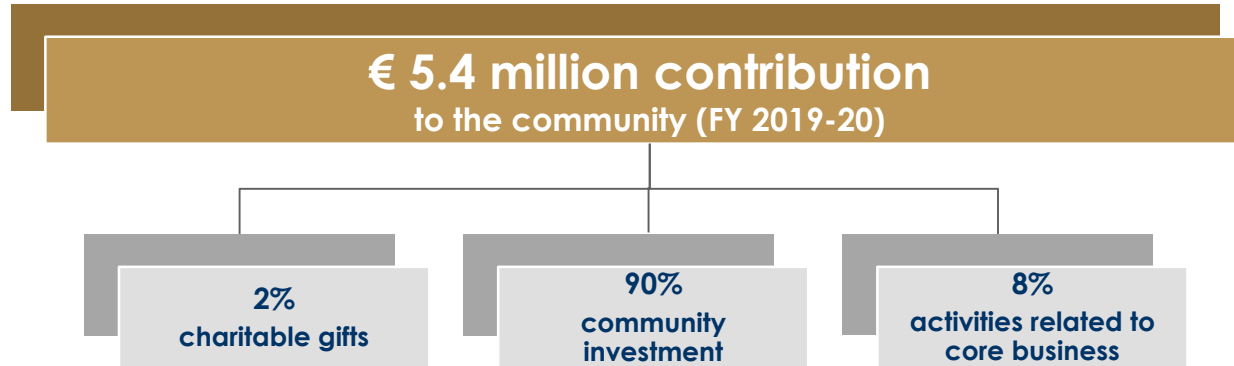 € 5.4 million contribution
to the community (FY 2019-20)
2%
charitable gifts
90%
community
investment
8%
activities related to
core business